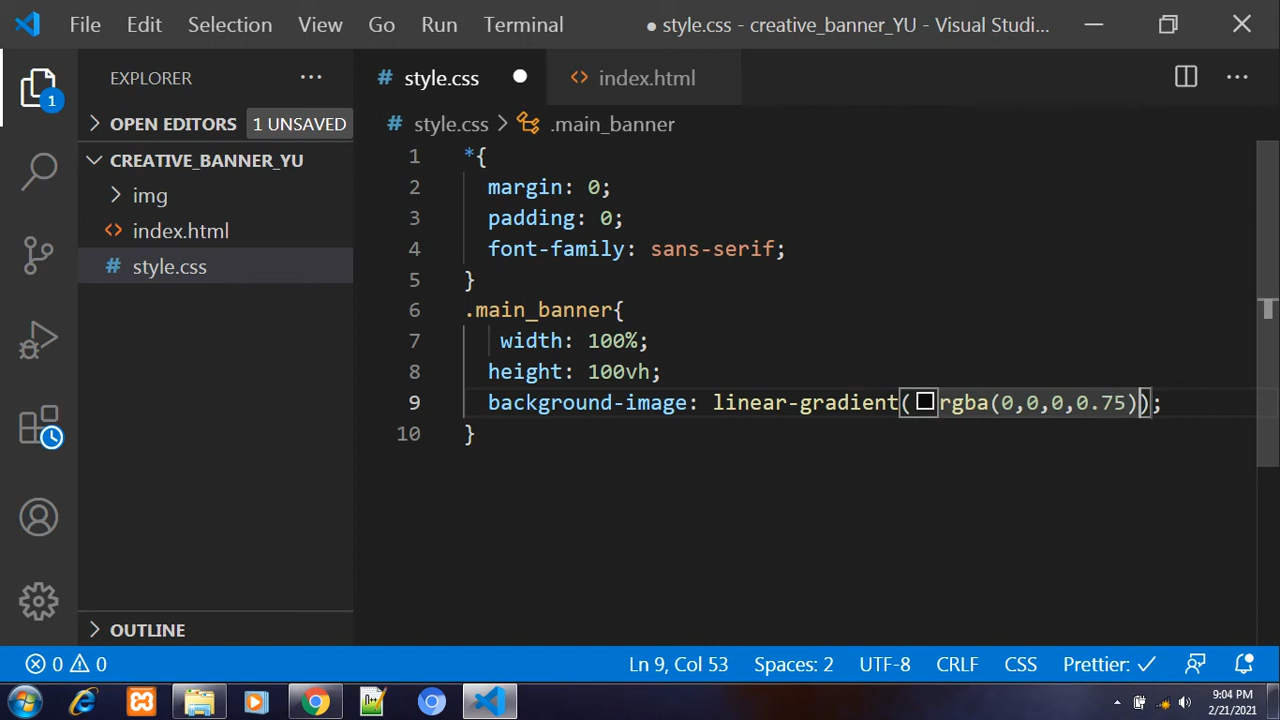 File Edit Selection View Go Run Terminal ● style.css - creative_banner_YU - Visual Studi...
EXPLORER ...
# style.css ● <> index.html
1
> OPEN EDITORS 1 UNSAVED
# style.css > .main_banner
CREATIVE_BANNER_YU
> img
<> index.html
# style.css
1 *{
2 margin: 0;
3 padding: 0;
4 font-family: sans-serif;
5 }
6 .main_banner{
7 width: 100%;
8 height: 100vh;
9 background-image: linear-gradient(rgba(0,0,0,0.75));
10 }
> OUTLINE
0 0 Ln 9, Col 53 Spaces: 2 UTF-8 CRLF CSS Prettier: ✓
9:04 PM
2/21/2021